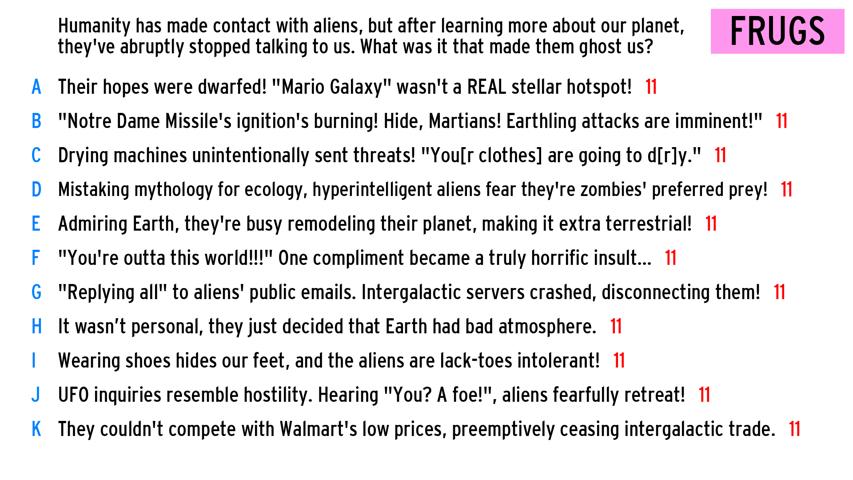 Humanity has made contact with aliens, but after learning more about our planet,
they've abruptly stopped talking to us. What was it that made them ghost us?
FRUGS
A Their hopes were dwarfed! "Mario Galaxy" wasn't a REAL stellar hotspot! 11
B "Notre Dame Missile's ignition's burning! Hide, Martians! Earthling attacks are imminent!" 11
C Drying machines unintentionally sent threats! "You[r clothes] are going to d[r]y." 11
D Mistaking mythology for ecology, hyperintelligent aliens fear they're zombies' preferred prey! 11
E Admiring Earth, they're busy remodeling their planet, making it extra terrestrial! 11
F "You're outta this world!!!" One compliment became a truly horrific insult... 11
G "Replying all" to aliens' public emails. Intergalactic servers crashed, disconnecting them! 11
H It wasn’t personal, they just decided that Earth had bad atmosphere. 11
I Wearing shoes hides our feet, and the aliens are lack-toes intolerant! 11
J UFO inquiries resemble hostility. Hearing "You? A foe!", aliens fearfully retreat! 11
K They couldn't compete with Walmart's low prices, preemptively ceasing intergalactic trade. 11